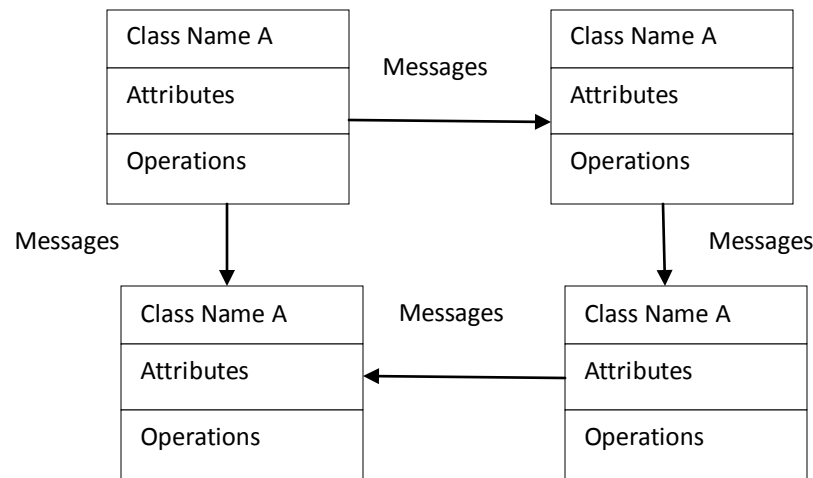 Class Name A
Attributes
Operations
Messages
Class Name A
Attributes
Operations
Messages
Messages
Class Name A
Attributes
Operations
Messages
Class Name A
Attributes
Operations